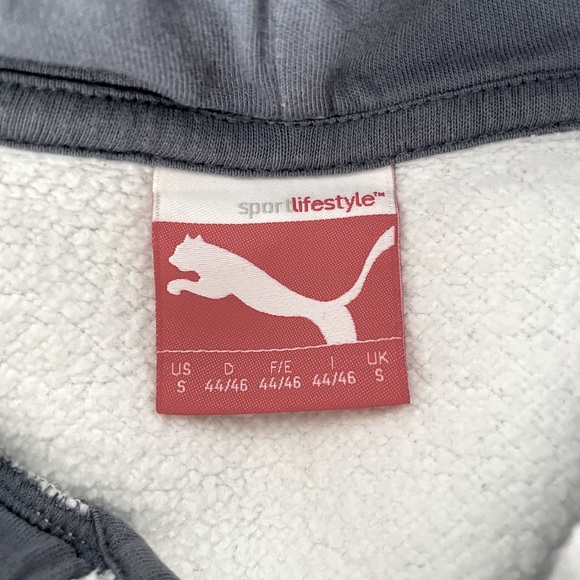 sportlifestyle™
US D F/E I UK
S 44/46 44/46 44/46 S